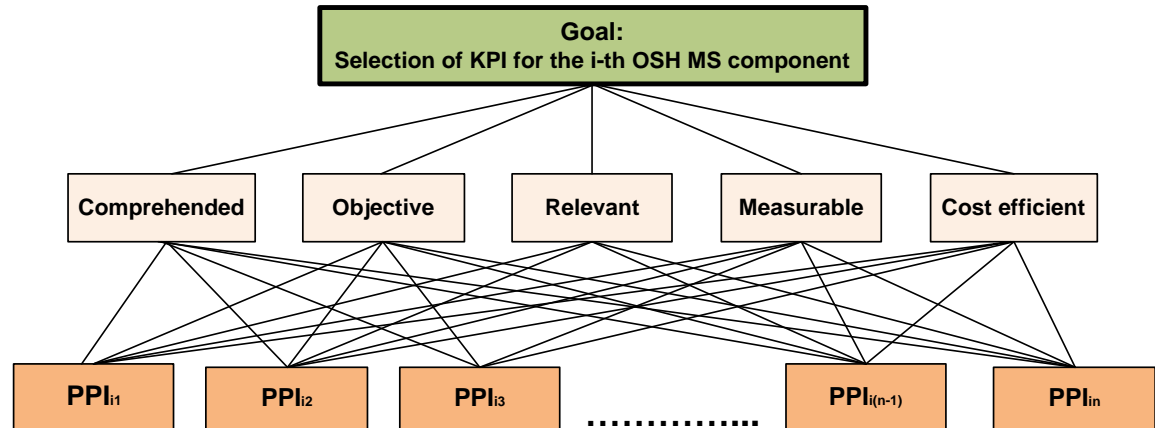 Goal:
Selection of KPI for the i-th OSH MS component
Comprehended
Objective
Relevant
Measurable
Cost efficient
PPIi1
PPIi2
PPIi3
................
PPIi(n-1)
PPIin